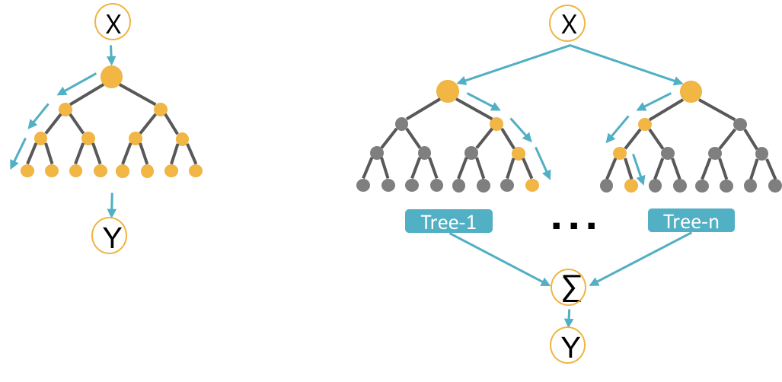 X
Y
X
Tree-1
...
Tree-n
Σ
Y